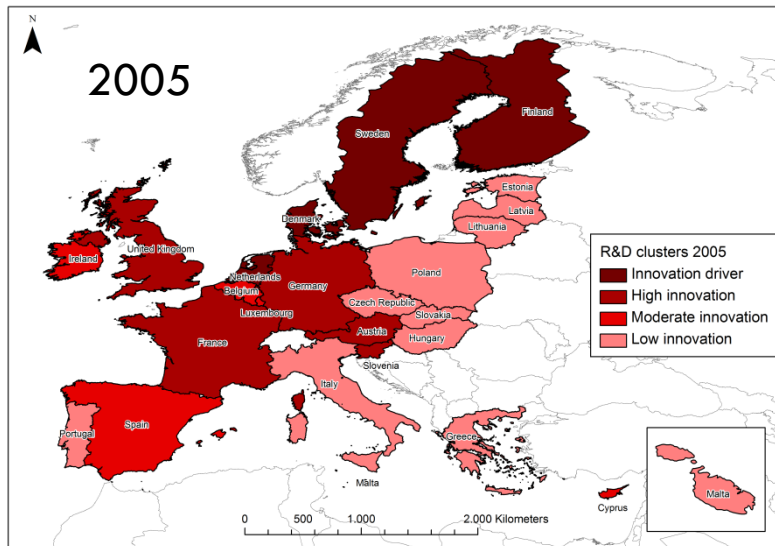 N
2005
Finland
Sweden
Estonia
Denmark
Latvia
Lithuania
United Kingdom
Ireland
Netherlands
Poland
Germany
Belgium
Czech Republic
Luxembourg
Slovakia
Austria
Hungary
France
Slovenia
Italy
Spain
Portugal
Greece
Malta
Cyprus
R&D clusters 2005
Innovation driver
High innovation
Moderate innovation
Low innovation
Malta
0 500 1.000 2.000 Kilometers